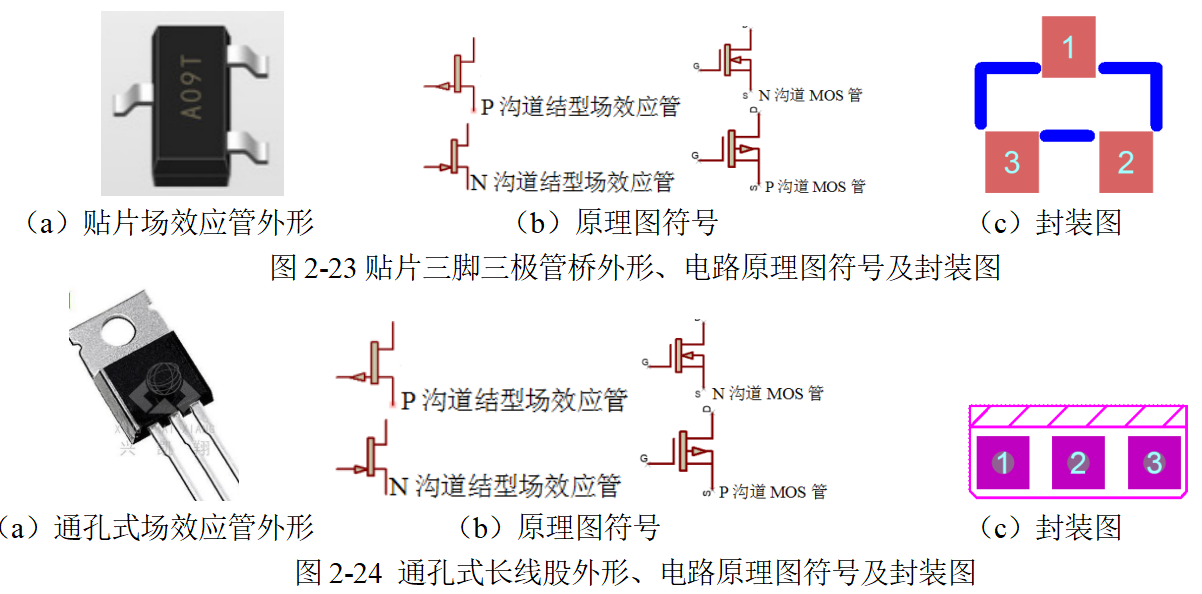 A09T
G
S
N 沟道 MOS 管
P 沟道结型场效应管
D
G
S
P 沟道 MOS 管
N 沟道结型场效应管
1
3
2
（a）贴片场效应管外形
（b）原理图符号
（c）封装图
图 2-23 贴片三脚三极管桥外形、电路原理图符号及封装图
G
S
N 沟道 MOS 管
P 沟道结型场效应管
D
G
S
P 沟道 MOS 管
N 沟道结型场效应管
1
2
3
（a）通孔式场效应管外形
（b）原理图符号
（c）封装图
图 2-24 通孔式长线股外形、电路原理图符号及封装图